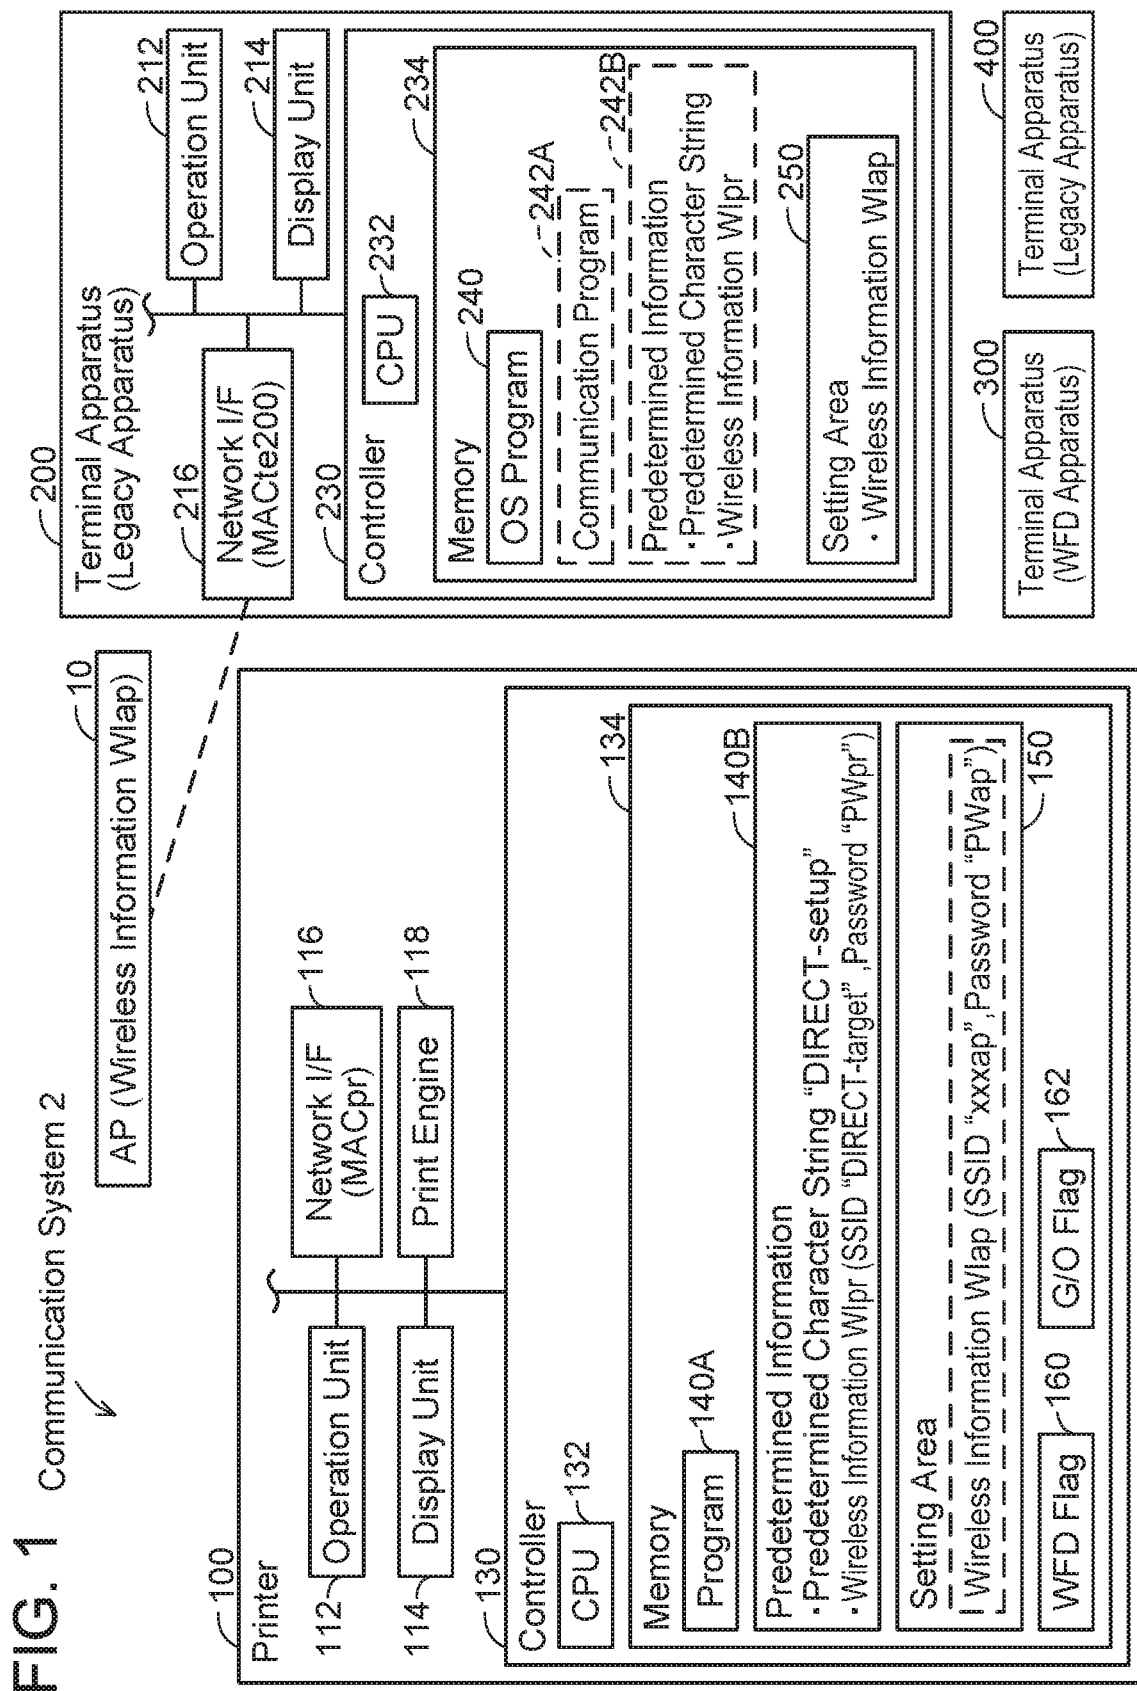 FIG. 1
Communication System 2
10
AP (Wireless Information WIap)
100
Printer
112
Operation Unit
114
Display Unit
116
Network I/F
(MACpr)
118
Print Engine
130
Controller
132
CPU
134
Memory
140A
Program
140B
Predetermined Information
· Predetermined Character String “DIRECT-setup”
· Wireless Information WIpr (SSID “DIRECT-target” ,Password “PWpr”)
150
Setting Area
Wireless Information WIap (SSID “xxxap”,Password “PWap”)
160
WFD Flag
162
G/O Flag
200
Terminal Apparatus
(Legacy Apparatus)
212
Operation Unit
214
Display Unit
216
Network I/F
(MACte200)
230
Controller
232
CPU
234
Memory
240
OS Program
242A
Communication Program
242B
Predetermined Information
· Predetermined Character String
· Wireless Information WIpr
250
Setting Area
· Wireless Information WIap
300
Terminal Apparatus
(WFD Apparatus)
400
Terminal Apparatus
(Legacy Apparatus)